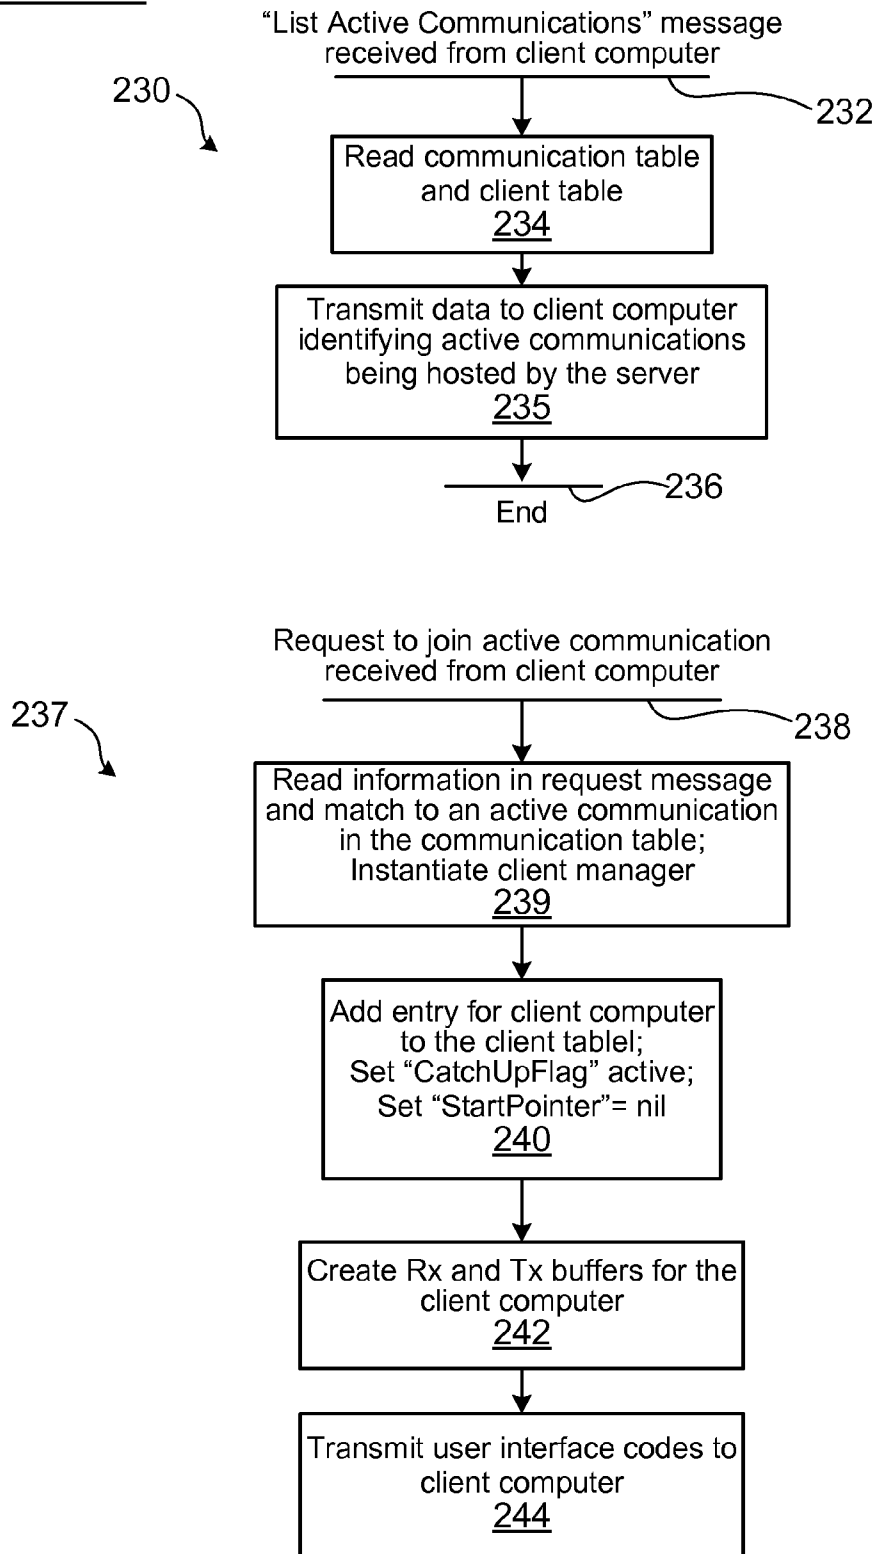 “List Active Communications” message
received from client computer
230
232
Read communication table
and client table
234
Transmit data to client computer
identifying active communications
being hosted by the server
235
236
End
Request to join active communication
received from client computer
237
238
Read information in request message
and match to an active communication
in the communication table;
Instantiate client manager
239
Add entry for client computer
to the client tablel;
Set “CatchUpFlag” active;
Set “StartPointer”= nil
240
Create Rx and Tx buffers for the
client computer
242
Transmit user interface codes to
client computer
244